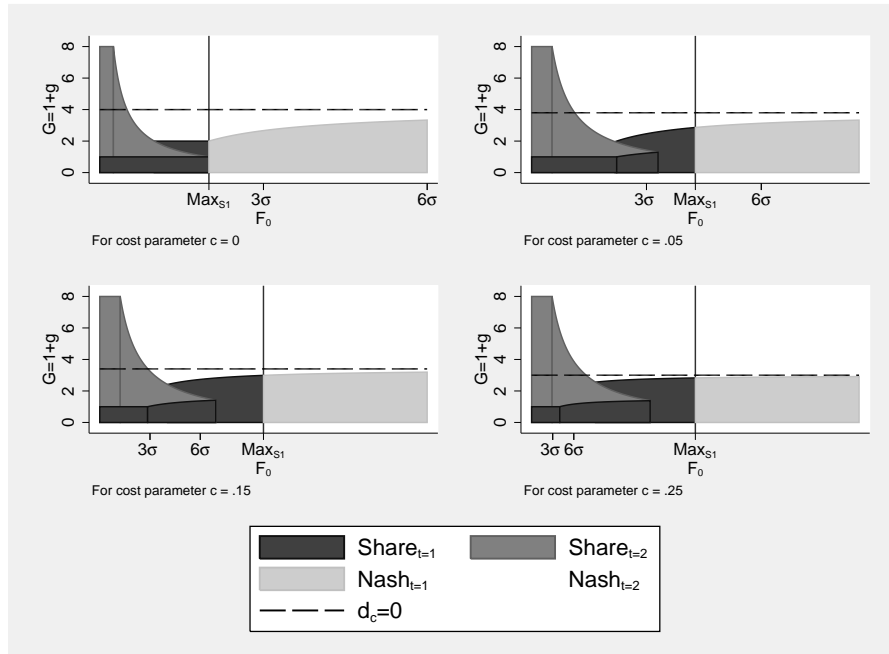 G=1+g
8
6
4
2
0
Max_S1 3σ 6σ
F_0
For cost parameter c = 0
G=1+g
8
6
4
2
0
3σ Max_S1 6σ
F_0
For cost parameter c = .05
G=1+g
8
6
4
2
0
3σ 6σ Max_S1
F_0
For cost parameter c = .15
G=1+g
8
6
4
2
0
3σ 6σ Max_S1
F_0
For cost parameter c = .25
Share_t=1 Share_t=2
Nash_t=1 Nash_t=2
d_c=0